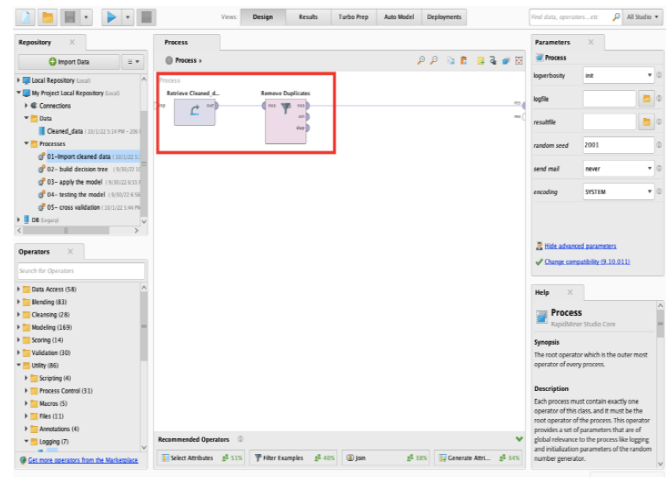 Views:
Design
Results
Turbo Prep
Auto Model
Deployments
Find data, operators...etc
All Studio
Repository
Import Data
Local Repository (Local)
My Project Local Repository (Local)
Connections
Data
Cleaned_data
Processes
01-Import cleaned data
02- build decision tree
03- apply the model
04- testing the model
05- cross validation
DB (Legacy)
Operators
Search for Operators
Data Access (58)
Blending (83)
Cleansing (28)
Modeling (169)
Scoring (14)
Validation (30)
Utility (86)
Scripting (4)
Process Control (31)
Macros (5)
Files (11)
Annotations (4)
Logging (7)
Get more operators from the Marketplace
Process
Process
Process
Retrieve Cleaned_d...
Remove Duplicates
inp
out
exa
exa
ori
dup
res
res
Recommended Operators
Select Attributes 51%
Filter Examples 40%
Join 38%
Generate Attri... 34%
Parameters
Process
logverbosity
init
logfile
resultfile
random seed
2001
send mail
never
encoding
SYSTEM
Hide advanced parameters
Change compatibility (9.10.011)
Help
Process
RapidMiner Studio Core
Synopsis
The root operator which is the outer most
operator of every process.
Description
Each process must contain exactly one
operator of this class, and it must be the
root operator of the process. This operator
provides a set of parameters that are of
global relevance to the process like logging
and initialization parameters of the random
number generator.